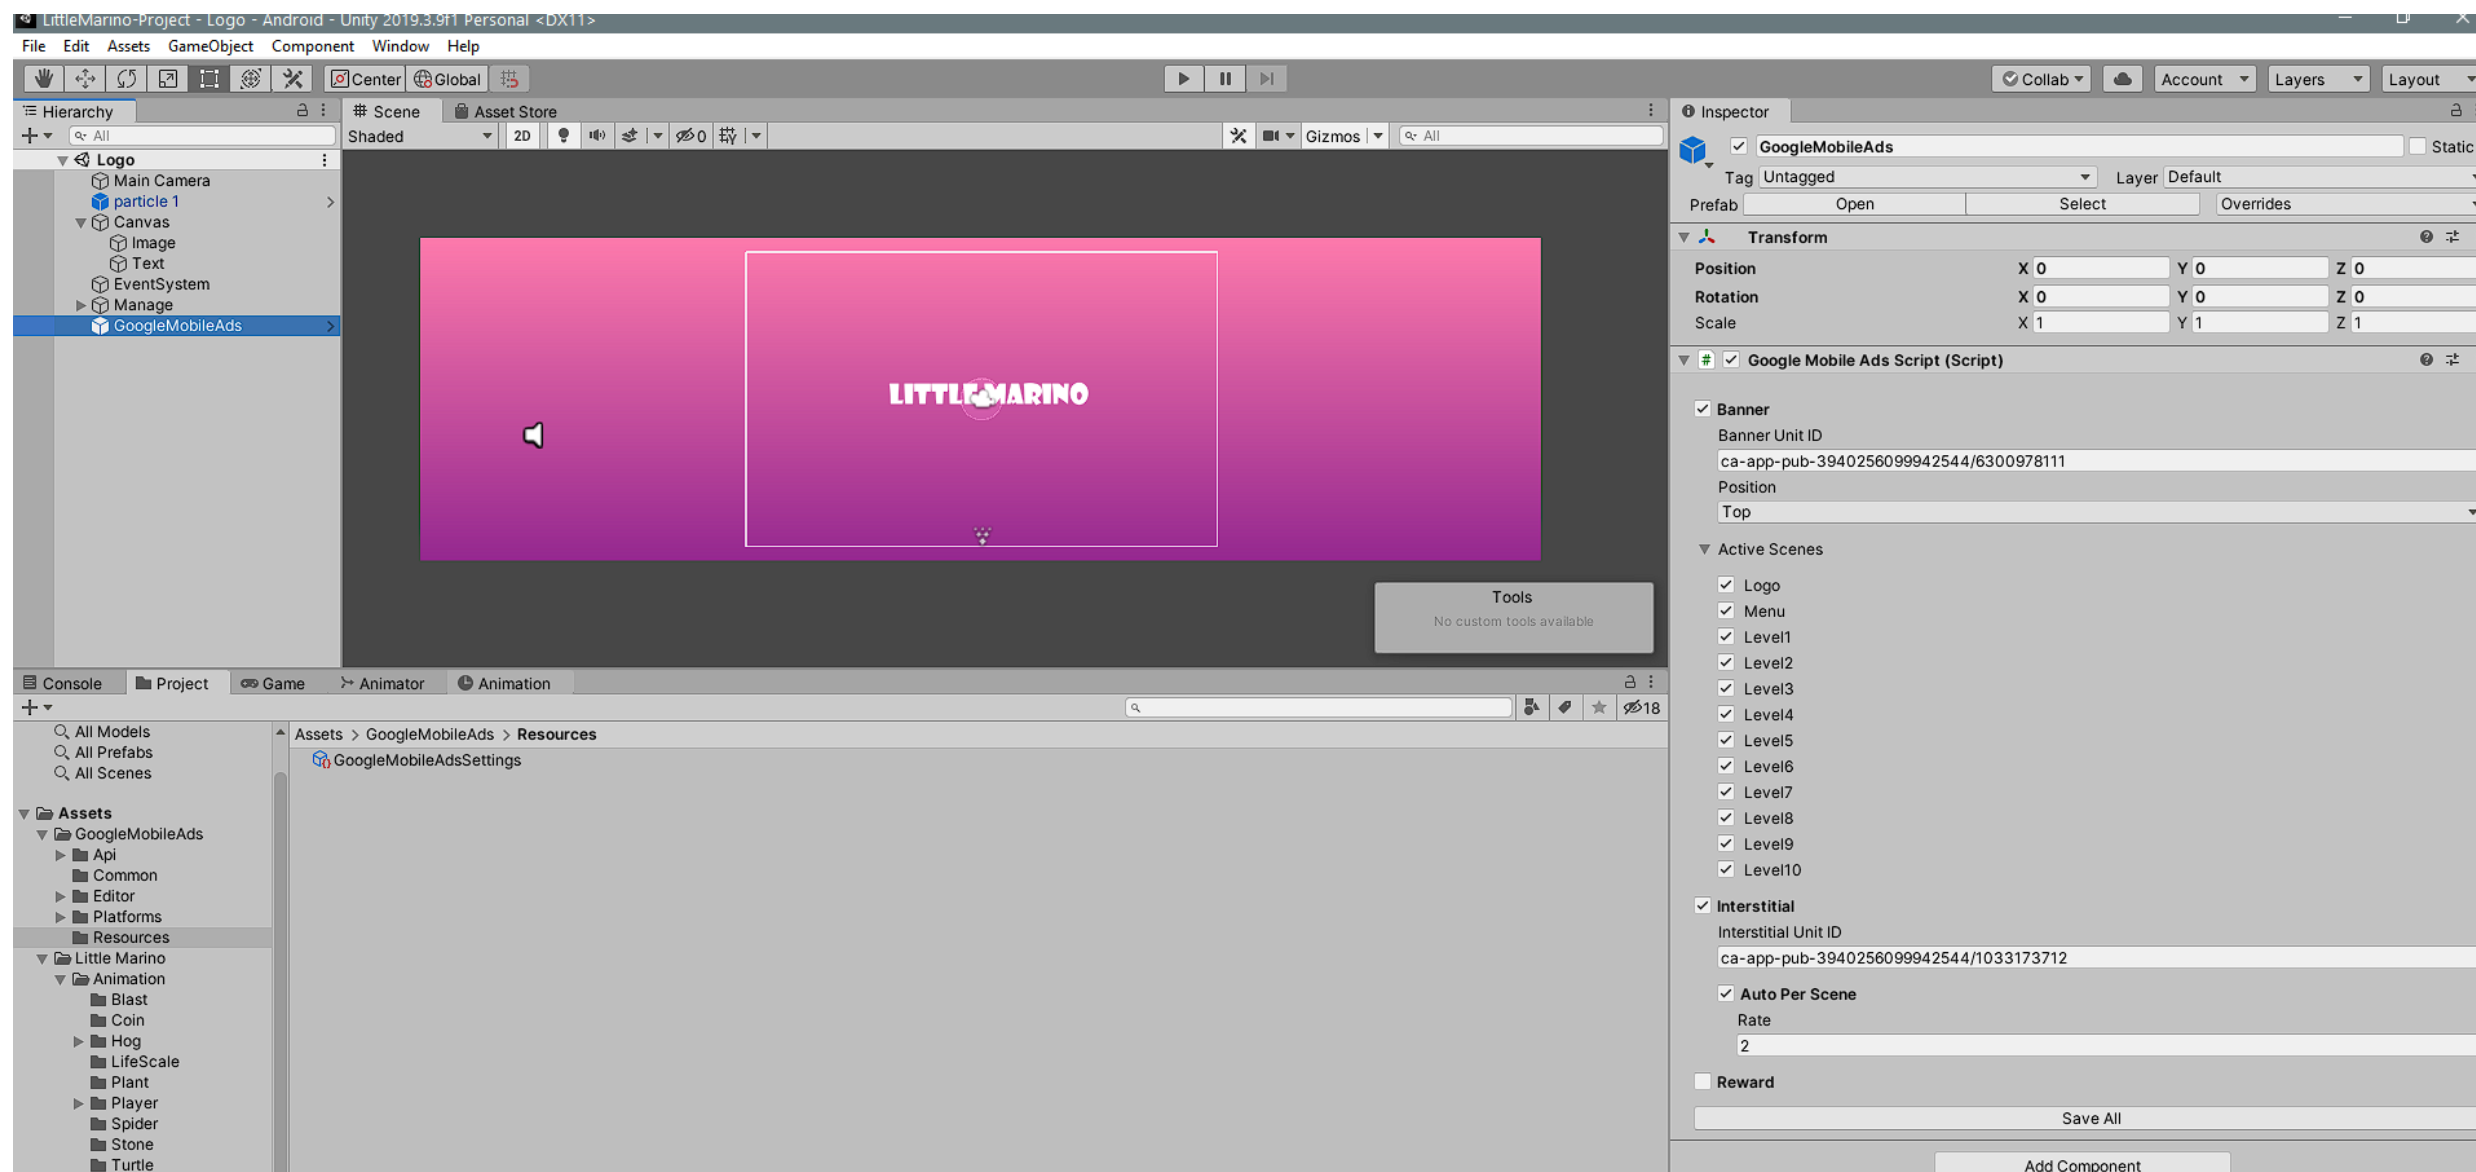 LittleMarino-Project - Logo - Android - Unity 2019.3.9f1 Personal <DX11>
File Edit Assets GameObject Component Window Help
Center Global Collab Account Layers Layout
Hierarchy
All
Logo
Main Camera
particle 1
Canvas
Image
Text
EventSystem
Manage
GoogleMobileAds
Scene Asset Store
Shaded 2D 0 Gizmos All
LITTLE MARINO
Tools
No custom tools available
Console Project Game Animator Animation
18
All Models
All Prefabs
All Scenes
Assets
GoogleMobileAds
Api
Common
Editor
Platforms
Resources
Little Marino
Animation
Blast
Coin
Hog
LifeScale
Plant
Player
Spider
Stone
Turtle
Assets > GoogleMobileAds > Resources
GoogleMobileAdsSettings
Inspector
GoogleMobileAds Static
Tag Untagged Layer Default
Prefab Open Select Overrides
Transform
Position X 0 Y 0 Z 0
Rotation X 0 Y 0 Z 0
Scale X 1 Y 1 Z 1
# Google Mobile Ads Script (Script)
Banner
Banner Unit ID
ca-app-pub-3940256099942544/6300978111
Position
Top
Active Scenes
Logo
Menu
Level1
Level2
Level3
Level4
Level5
Level6
Level7
Level8
Level9
Level10
Interstitial
Interstitial Unit ID
ca-app-pub-3940256099942544/1033173712
Auto Per Scene
Rate
2
Reward
Save All
Add Component